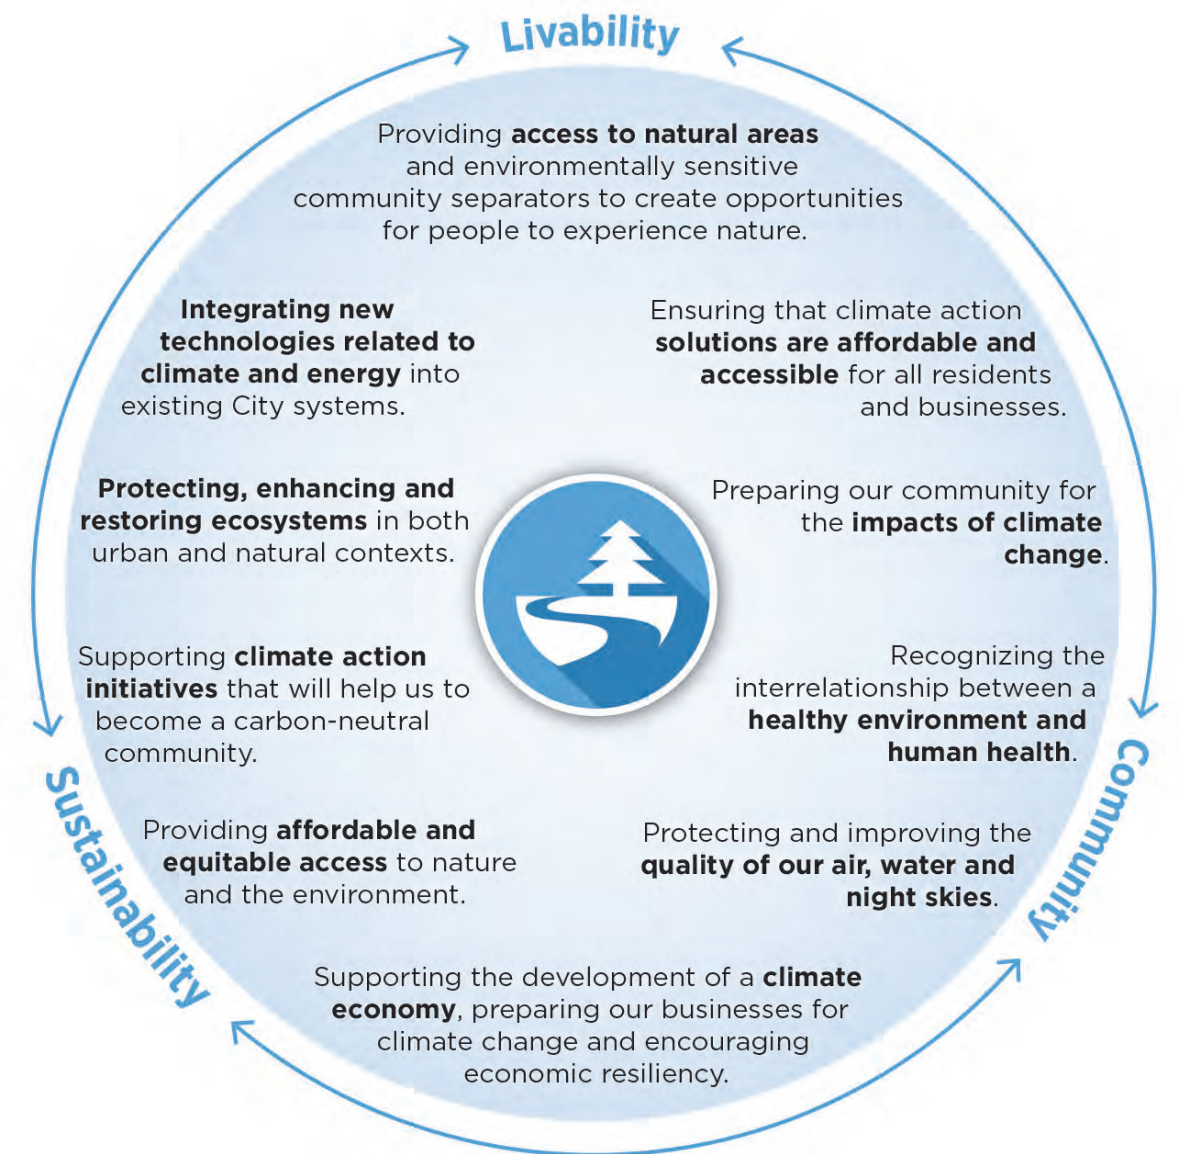 Livability
Providing access to natural areas
and environmentally sensitive
community separators to create opportunities
for people to experience nature.
Integrating new
technologies related to
climate and energy into
existing City systems.
Ensuring that climate action
solutions are affordable and
accessible for all residents
and businesses.
Protecting, enhancing and
restoring ecosystems in both
urban and natural contexts.
Preparing our community for
the impacts of climate
change.
Supporting climate action
initiatives that will help us to
become a carbon-neutral
community.
Recognizing the
interrelationship between a
healthy environment and
human health.
Providing affordable and
equitable access to nature
and the environment.
Protecting and improving the
quality of our air, water and
night skies.
Supporting the development of a climate
economy, preparing our businesses for
climate change and encouraging
economic resiliency.
Sustainability
Community